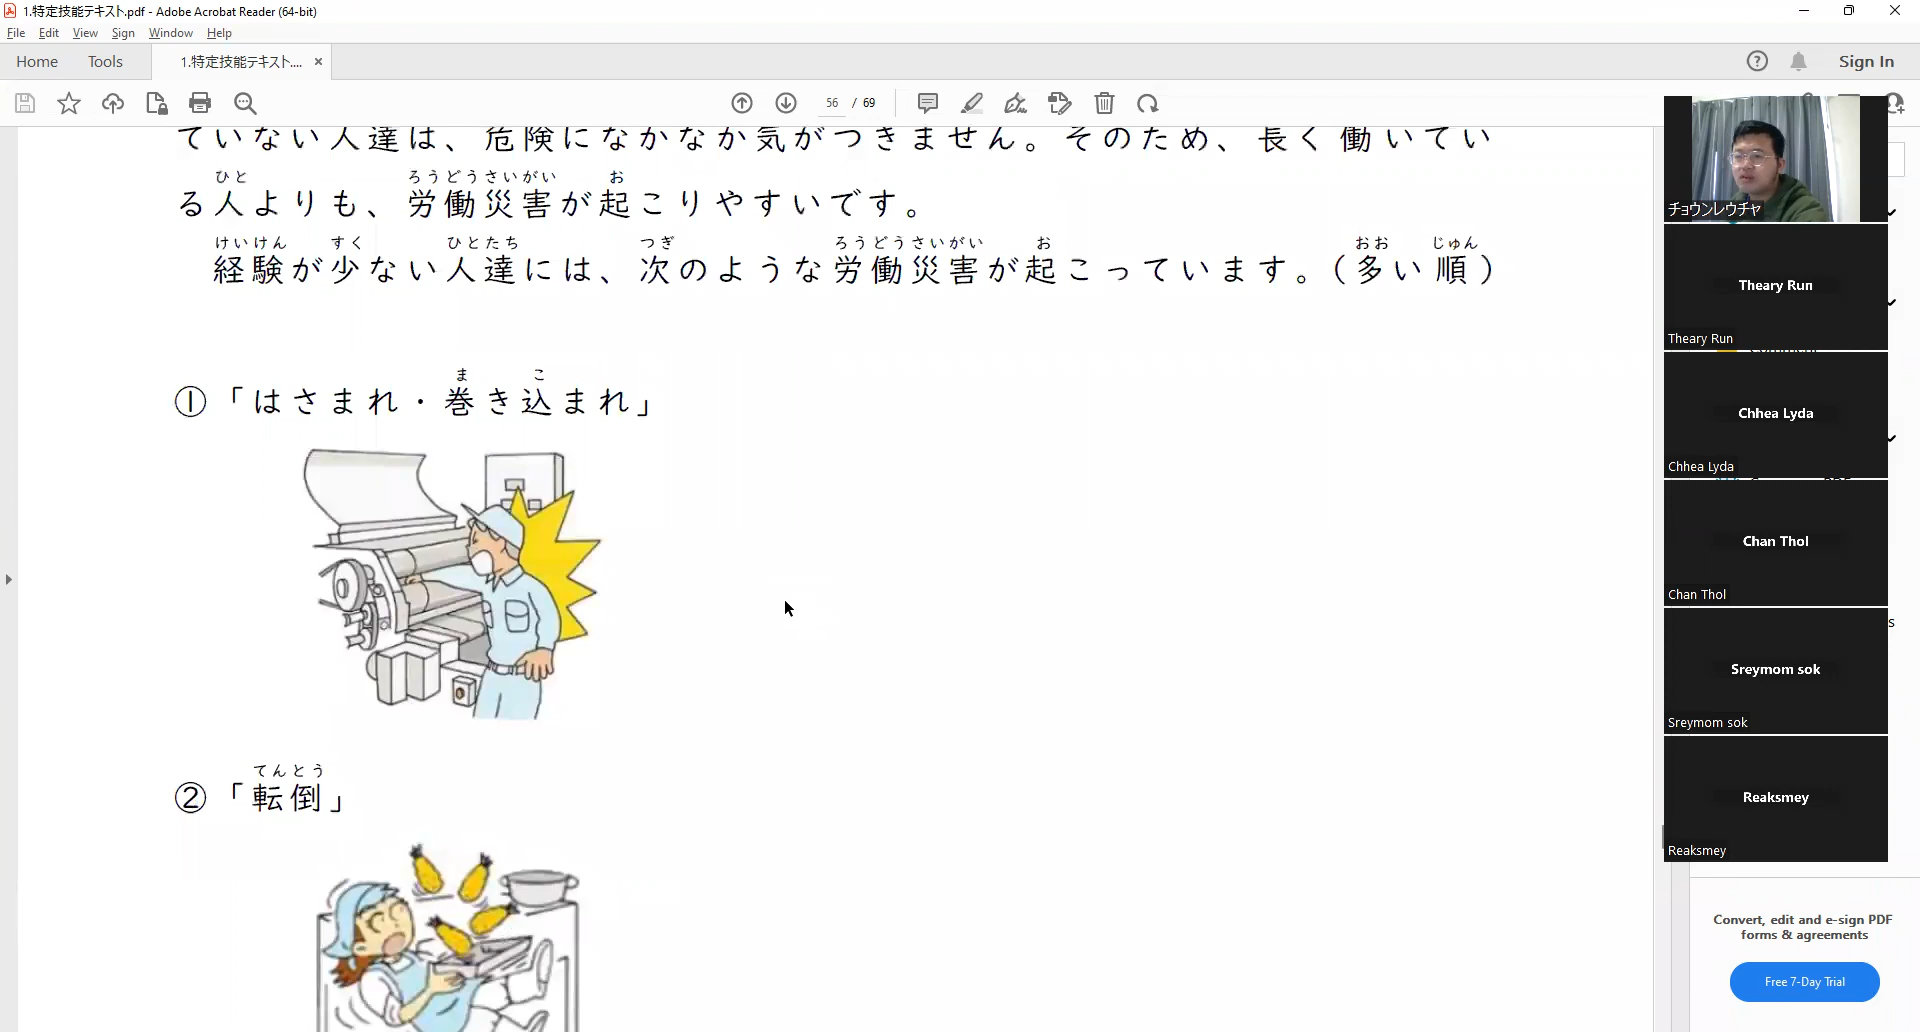 1.特定技能テキスト.pdf - Adobe Acrobat Reader (64-bit)
File Edit View Sign Window Help
Home Tools 1.特定技能テキスト.... × Sign In
56 / 69
ていない人達は、危険になかなか気がつきません。そのため、長く働いてい
ひと ろうどうさいがい お
る人よりも、労働災害が起こりやすいです。
けいけん すく ひとたち つぎ ろうどうさいがい お おお じゅん
経験が少ない人達には、次のような労働災害が起こっています。(多い順)
ま こ
①「はさまれ・巻き込まれ」
てんとう
②「転倒」
チョウンレウチャ
Theary Run
Theary Run
Chhea Lyda
Chhea Lyda
Chan Thol
Chan Thol
Sreymom sok
Sreymom sok
Reaksmey
Reaksmey
Convert, edit and e-sign PDF
forms & agreements
Free 7-Day Trial